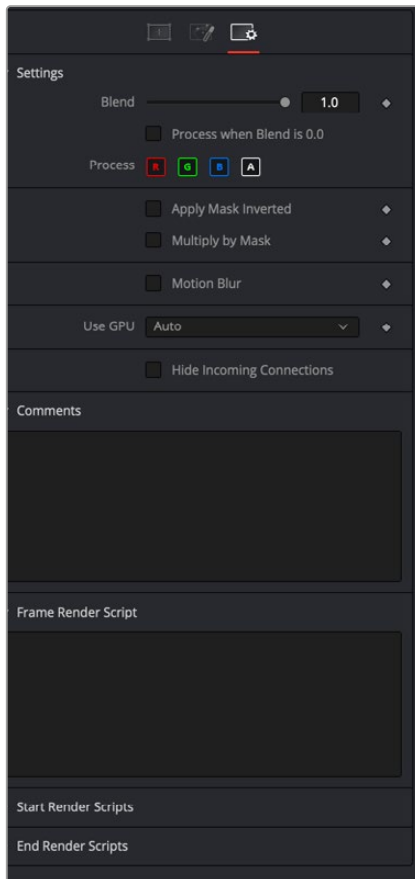 Settings
Blend 1.0
Process when Blend is 0.0
Process R G B A
Apply Mask Inverted
Multiply by Mask
Motion Blur
Use GPU Auto
Hide Incoming Connections
Comments
Frame Render Script
Start Render Scripts
End Render Scripts